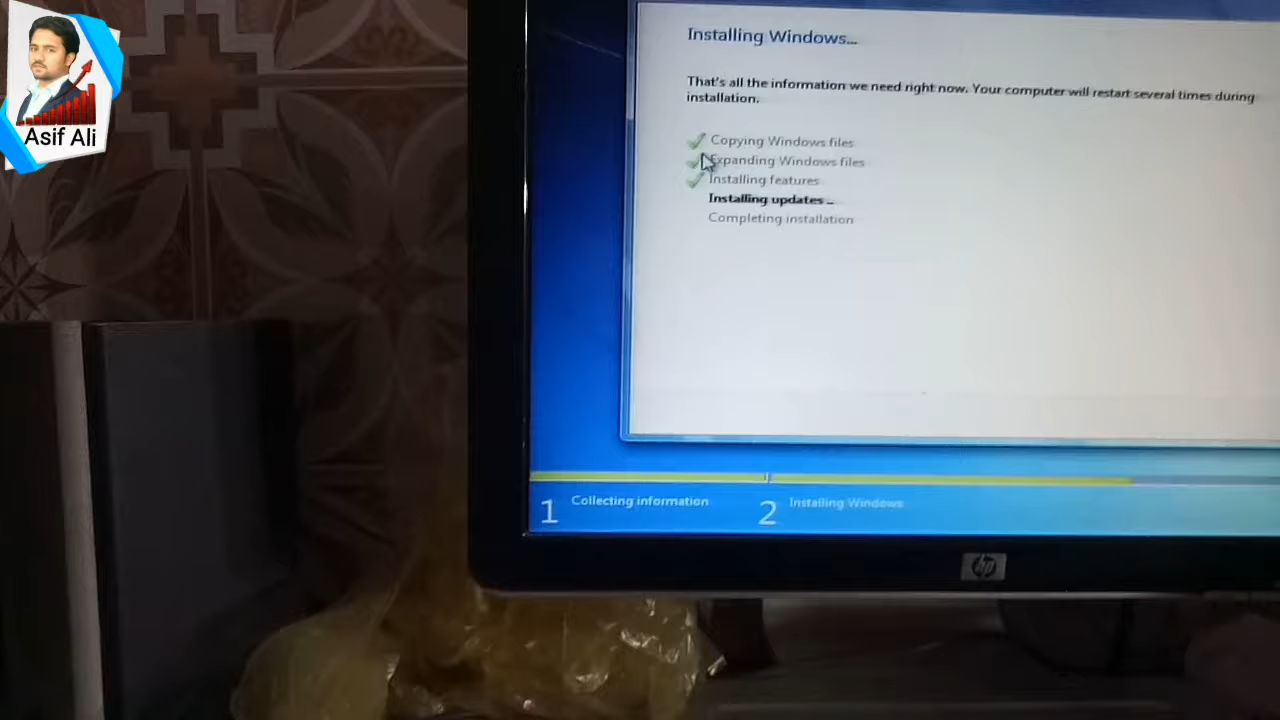 Asif Ali
Installing Windows...
That's all the information we need right now. Your computer will restart several times during
installation.
Copying Windows files
Expanding Windows files
Installing features
Installing updates ...
Completing installation
1 Collecting information
2 Installing Windows
hp